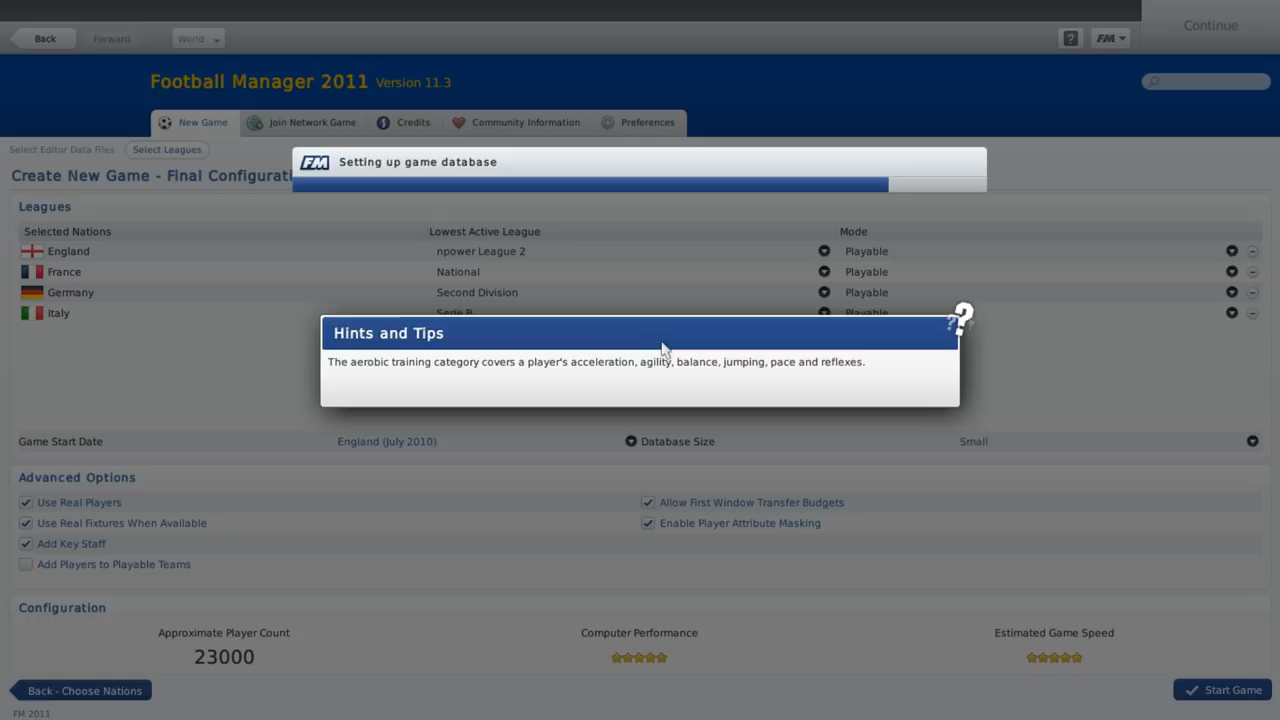 Back
Forward
World
?
FM
Continue
Football Manager 2011 Version 11.3
New Game
Join Network Game
Credits
Community Information
Preferences
Select Editor Data Files
Select Leagues
FM Setting up game database
Create New Game - Final Configurati
Leagues
Selected Nations
Lowest Active League
Mode
England
npower League 2
Playable
France
National
Playable
Germany
Second Division
Playable
Italy
Serie B
Playable
Hints and Tips
?
The aerobic training category covers a player's acceleration, agility, balance, jumping, pace and reflexes.
Game Start Date
England (July 2010)
Database Size
Small
Advanced Options
Use Real Players
Allow First Window Transfer Budgets
Use Real Fixtures When Available
Enable Player Attribute Masking
Add Key Staff
Add Players to Playable Teams
Configuration
Approximate Player Count
Computer Performance
Estimated Game Speed
23000
Back - Choose Nations
Start Game
FM 2011